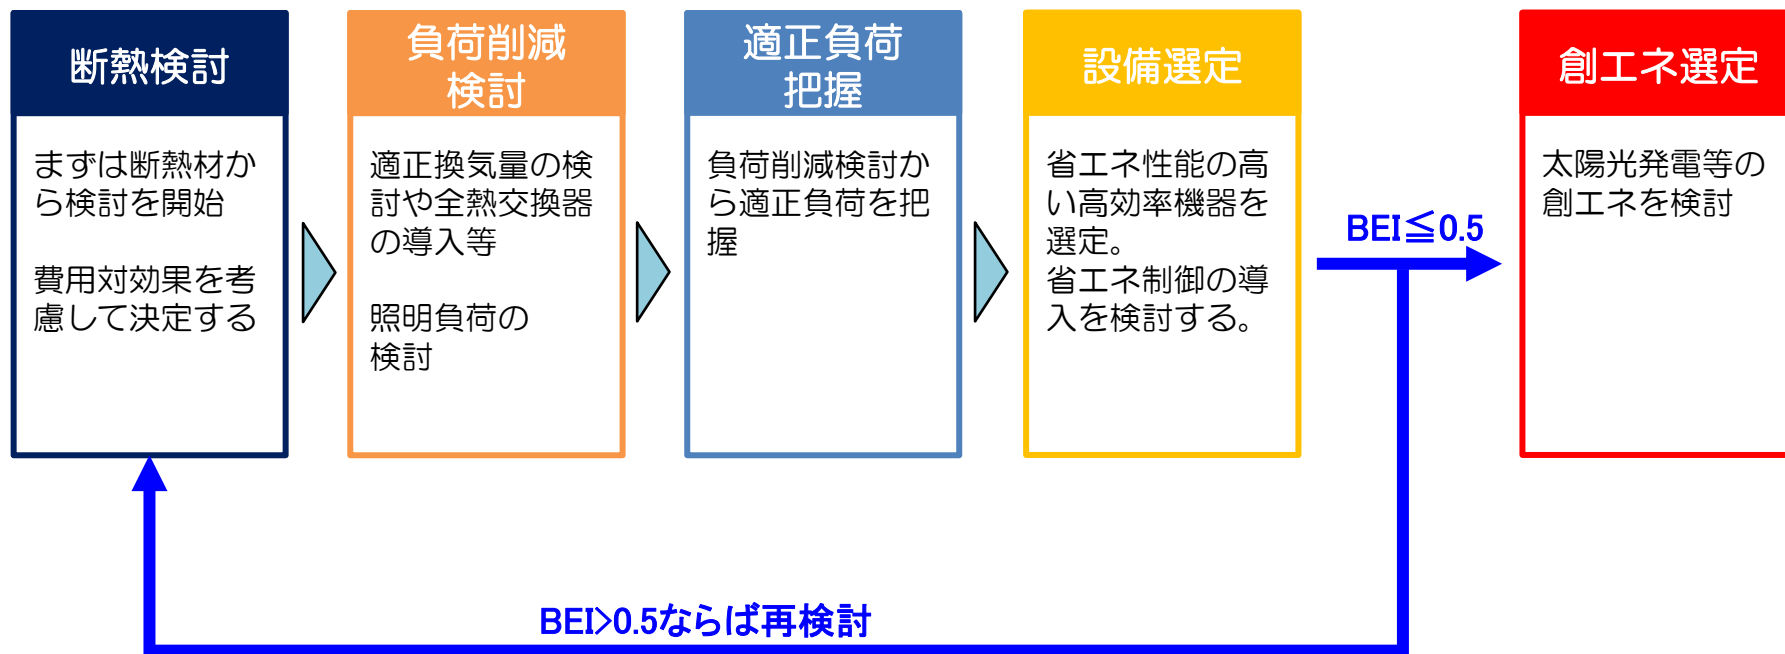 断熱検討
まずは断熱材か
ら検討を開始
費用対効果を考
慮して決定する
負荷削減
検討
適正換気量の検
討や全熱交換器
の導入等
照明負荷の
検討
適正負荷
把握
負荷削減検討か
ら適正負荷を把
握
設備選定
省エネ性能の高
い高効率機器を
選定。
省エネ制御の導
入を検討する。
BEI≦0.5
創エネ選定
太陽光発電等の
創エネを検討
BEI>0.5ならば再検討